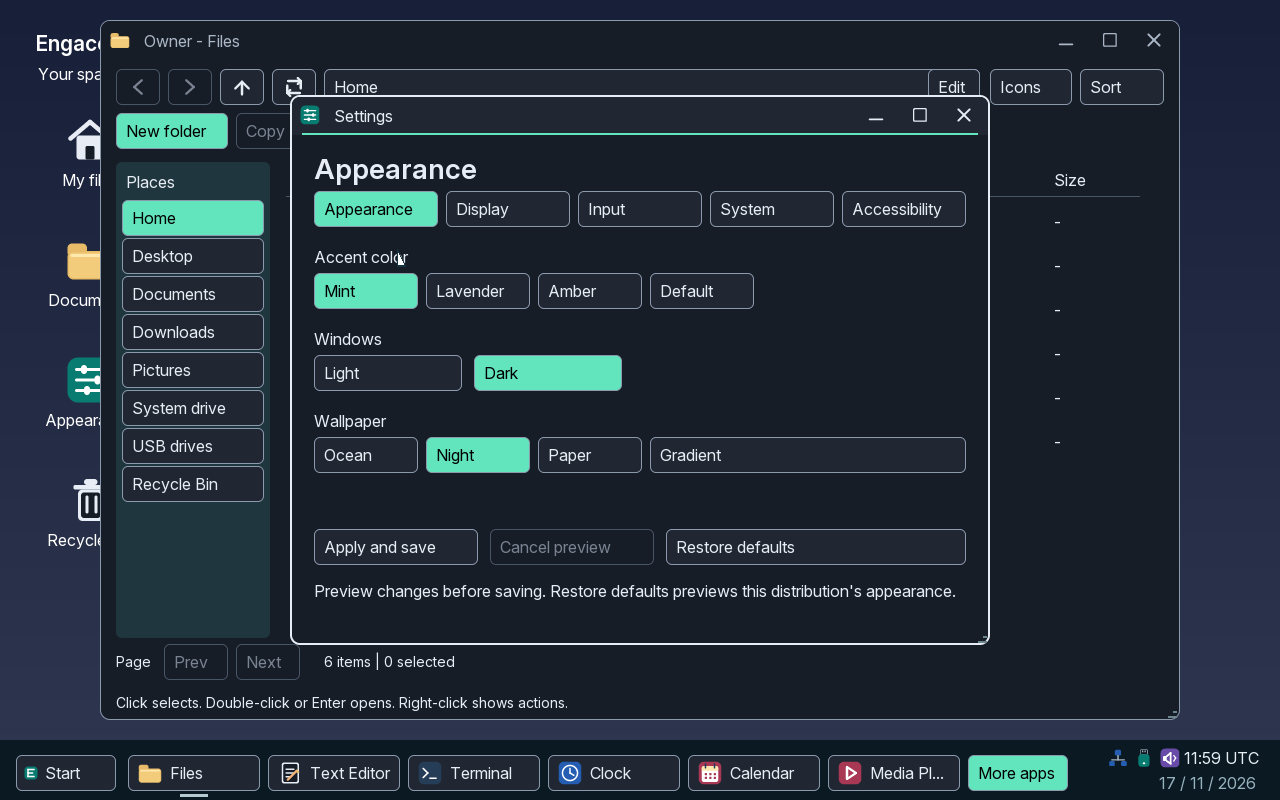 Engac
Your spa
My fil
Docum
Appeara
Recycle
Owner - Files
Home
Edit
Icons
Sort
New folder
Copy
Places
Home
Desktop
Documents
Downloads
Pictures
System drive
USB drives
Recycle Bin
Size
-
-
-
-
-
-
Settings
Appearance
Appearance Display Input System Accessibility
Accent color
Mint Lavender Amber Default
Windows
Light Dark
Wallpaper
Ocean Night Paper Gradient
Apply and save Cancel preview Restore defaults
Preview changes before saving. Restore defaults previews this distribution's appearance.
Page Prev Next 6 items | 0 selected
Click selects. Double-click or Enter opens. Right-click shows actions.
Start Files Text Editor Terminal Clock Calendar Media Pl... More apps
11:59 UTC
17 / 11 / 2026